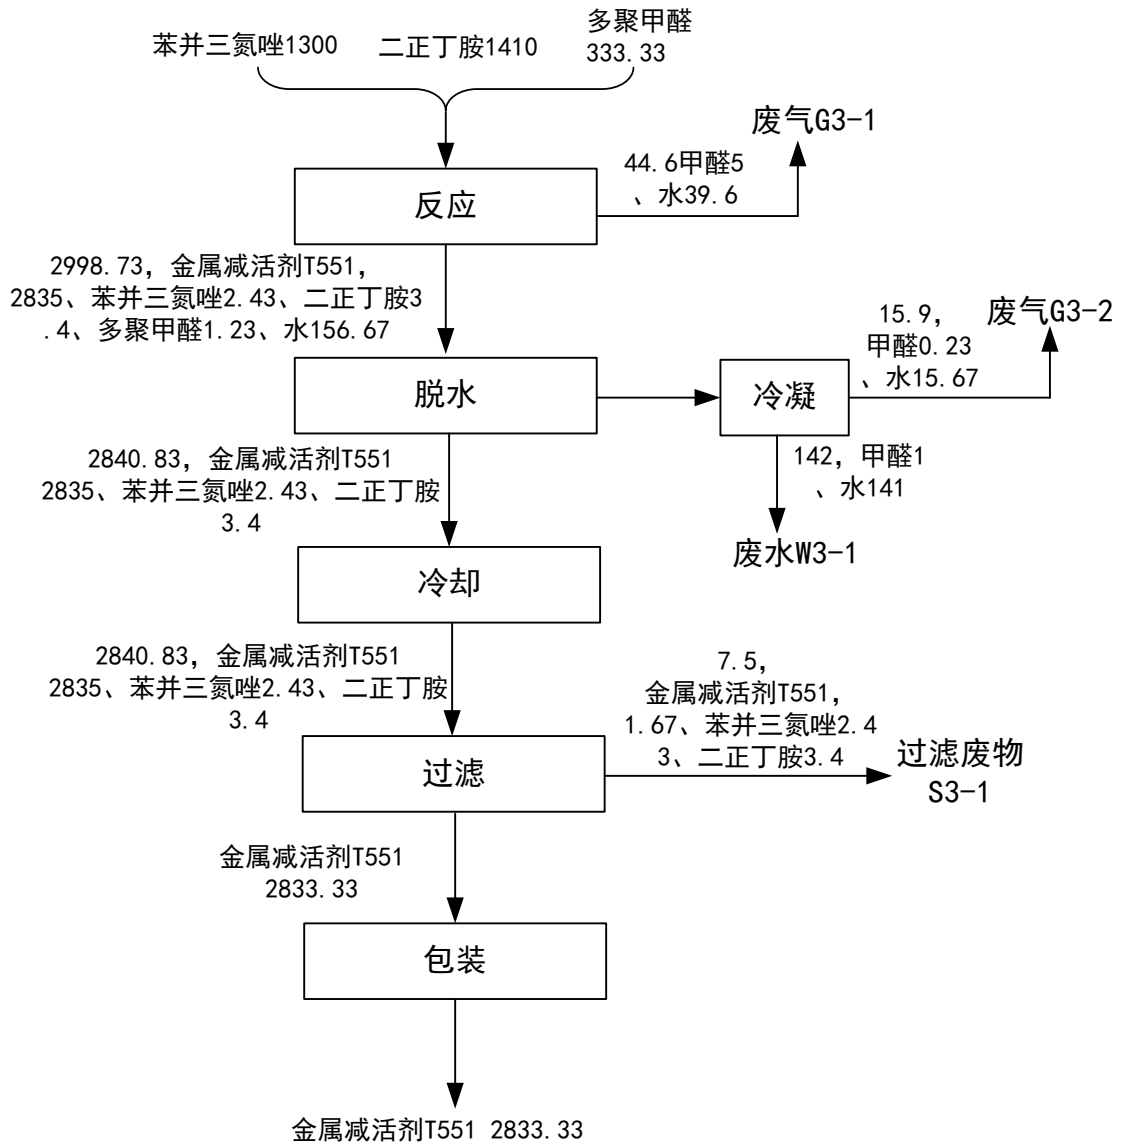 苯并三氮唑1300
二正丁胺1410
多聚甲醛
333.33
废气G3-1
44.6甲醛5
、水39.6
反应
2998.73，金属减活剂T551，
2835、苯并三氮唑2.43、二正丁胺3
.4、多聚甲醛1.23、水156.67
15.9，
甲醛0.23
、水15.67
废气G3-2
脱水
冷凝
2840.83，金属减活剂T551
2835、苯并三氮唑2.43、二正丁胺
3.4
142，甲醛1
、水141
废水W3-1
冷却
2840.83，金属减活剂T551
2835、苯并三氮唑2.43、二正丁胺
3.4
7.5，
金属减活剂T551，
1.67、苯并三氮唑2.4
3、二正丁胺3.4
过滤
过滤废物
S3-1
金属减活剂T551
2833.33
包装
金属减活剂T551 2833.33